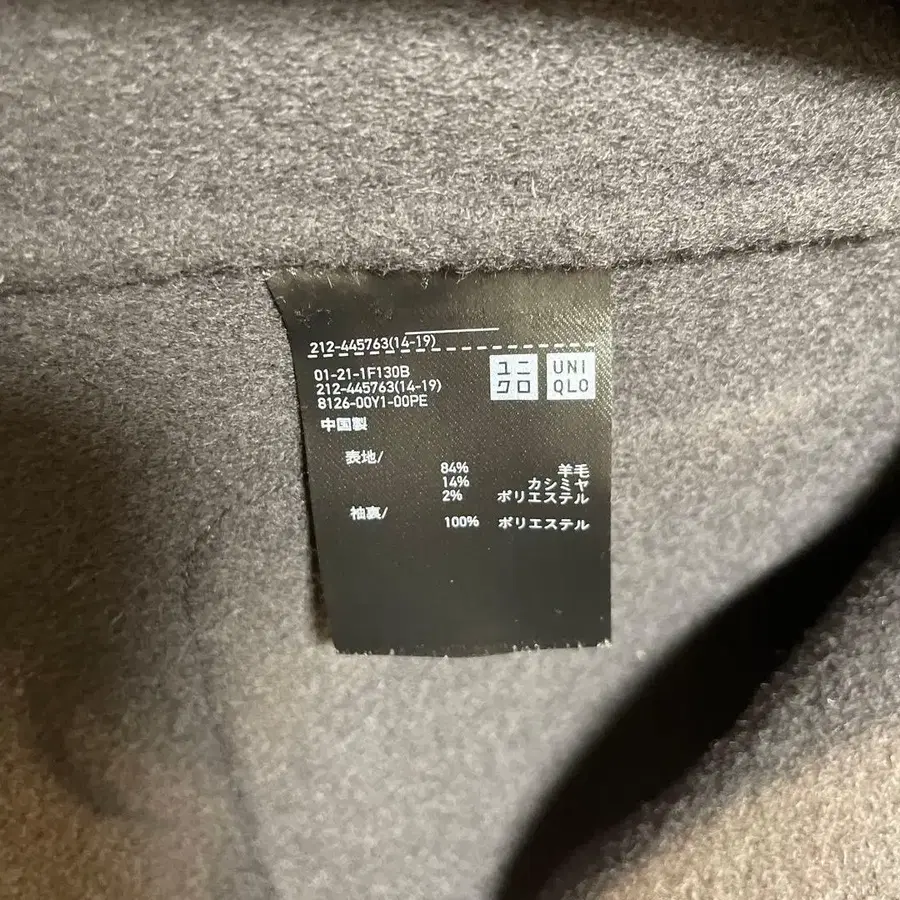 212-445763(14-19)
01-21-1F130B
212-445763(14-19)
8126-00Y1-00PE
中国製
ユニ
クロ
UNI
QLO
表地/
84% 羊毛
14% カシミヤ
2% ポリエステル
袖裏/
100% ポリエステル